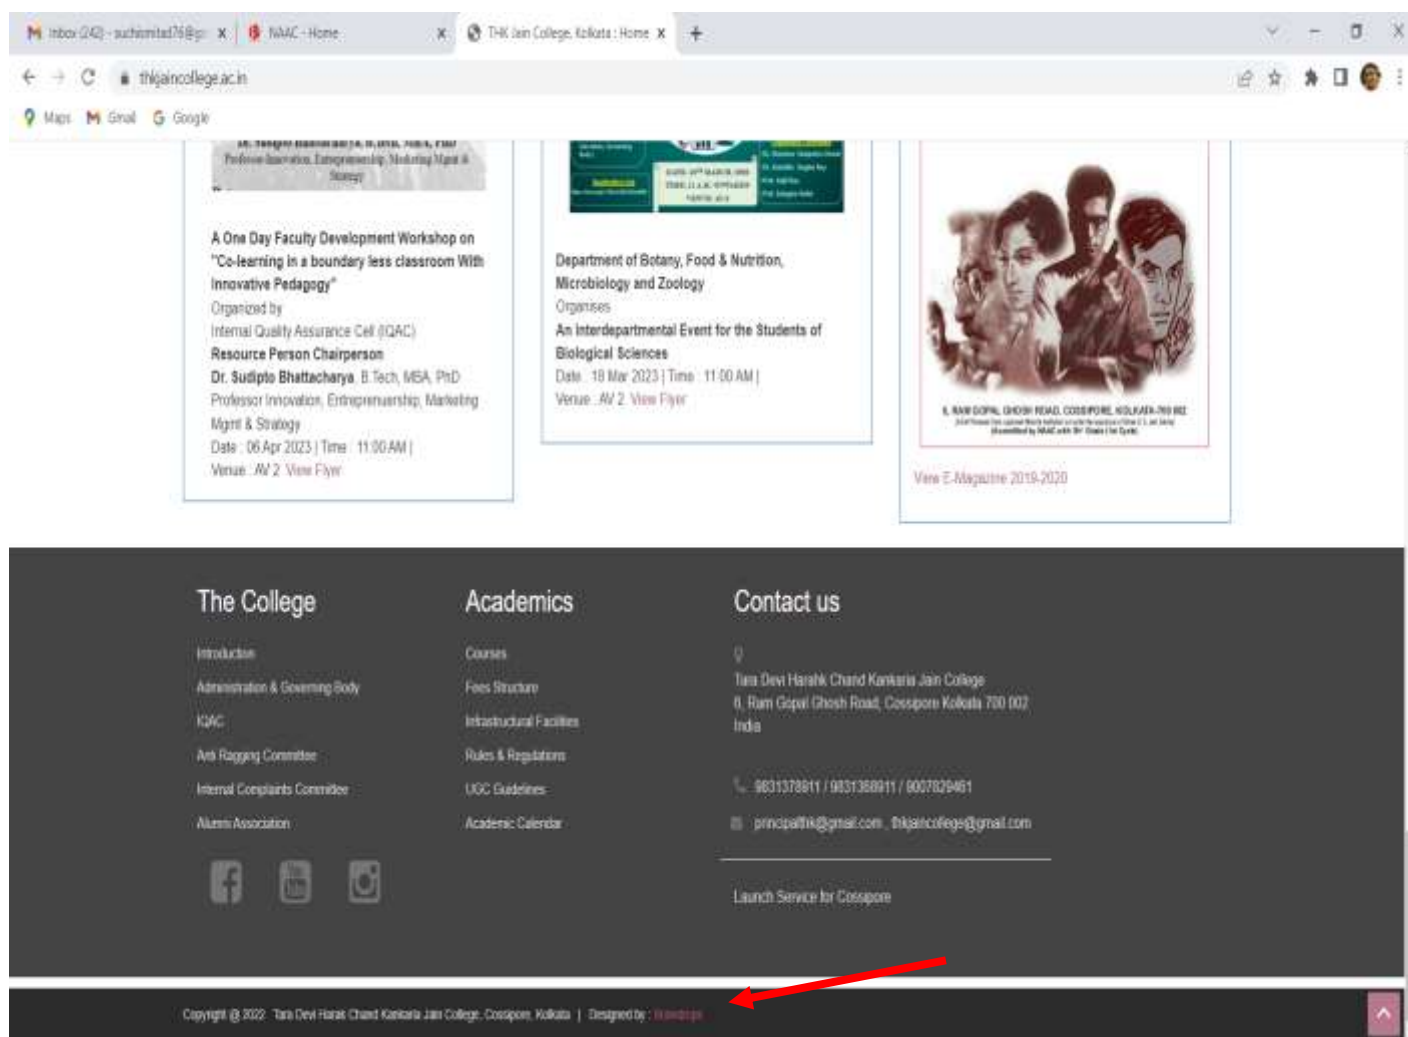 Inbox (242) - suchismitad76@g
NAAC - Home
THK Jain College, Kolkata : Home
thkjaincollege.ac.in
Maps
Gmail
Google
Professor Innovation, Entrepreneurship, Marketing Mgmt &
Strategy
A One Day Faculty Development Workshop on
"Co-learning in a boundary less classroom With
Innovative Pedagogy"
Organized by
Internal Quality Assurance Cell (IQAC)
Resource Person Chairperson
Dr. Sudipto Bhattacharya, B.Tech, MBA, PhD
Professor Innovation, Entreprenuership, Marketing
Mgmt & Strategy
Date : 06 Apr 2023 | Time : 11:00 AM |
Venue : AV 2 View Flyer
Department of Botany, Food & Nutrition,
Microbiology and Zoology
Organises
An Interdepartmental Event for the Students of
Biological Sciences
Date : 18 Mar 2023 | Time : 11:00 AM |
Venue : AV 2 View Flyer
6, RAM GOPAL GHOSH ROAD, COSSIPORE, KOLKATA-700 002
View E-Magazine 2019-2020
The College
Introduction
Administration & Governing Body
IQAC
Anti Ragging Committee
Internal Complaints Committee
Alumni Association
Academics
Courses
Fees Structure
Infrastructural Facilities
Rules & Regulations
UGC Guidelines
Academic Calendar
Contact us
Tara Devi Harahk Chand Kankaria Jain College
6, Ram Gopal Ghosh Road, Cossipore Kolkata 700 002
India
9831378911 / 9831368911 / 9007829461
principalthk@gmail.com , thkjaincollege@gmail.com
Launch Service for Cossipore
Copyright @ 2022 Tara Devi Harak Chand Kankaria Jain College, Cossipore, Kolkata | Designed by :